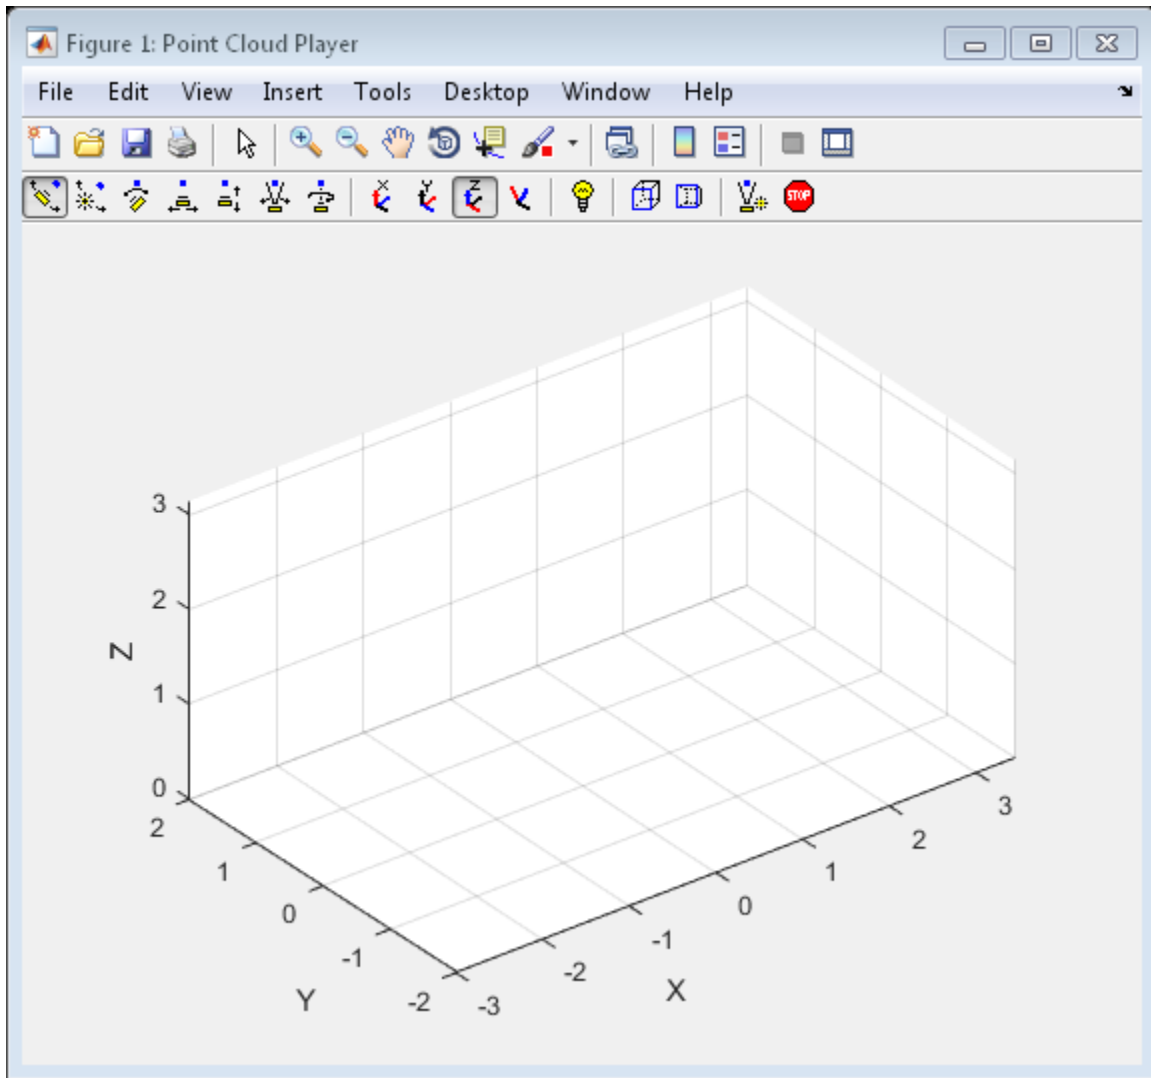 Figure 1: Point Cloud Player
File Edit View Insert Tools Desktop Window Help
X Y Z STOP
3
2
Z
1
0
2
3
1
2
0
1
-1
0
-1
-2
Y
X
-2
-3